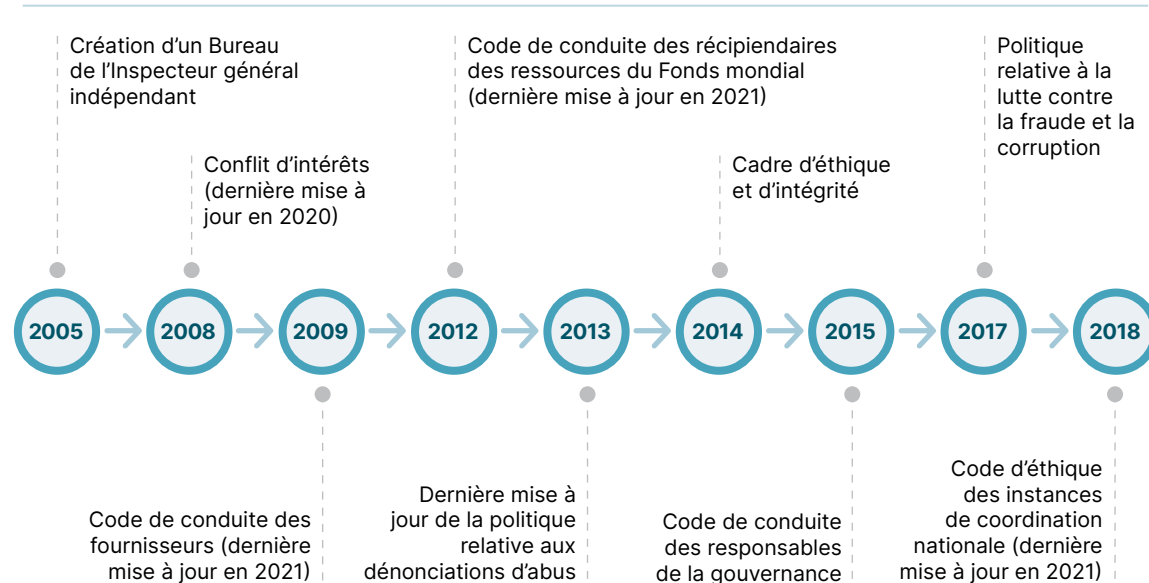 Création d’un Bureau
de l’Inspecteur général
indépendant
Conflit d’intérêts
(dernière mise à
jour en 2020)
Code de conduite des récipiendaires
des ressources du Fonds mondial
(dernière mise à jour en 2021)
Cadre d’éthique
et d’intégrité
Politique
relative à la
lutte contre
la fraude et la
corruption
2005
2008
2009
2012
2013
2014
2015
2017
2018
Code de conduite des
fournisseurs (dernière
mise à jour en 2021)
Dernière mise à
jour de la politique
relative aux
dénonciations d’abus
Code de conduite
des responsables
de la gouvernance
Code d’éthique
des instances
de coordination
nationale (dernière
mise à jour en 2021)